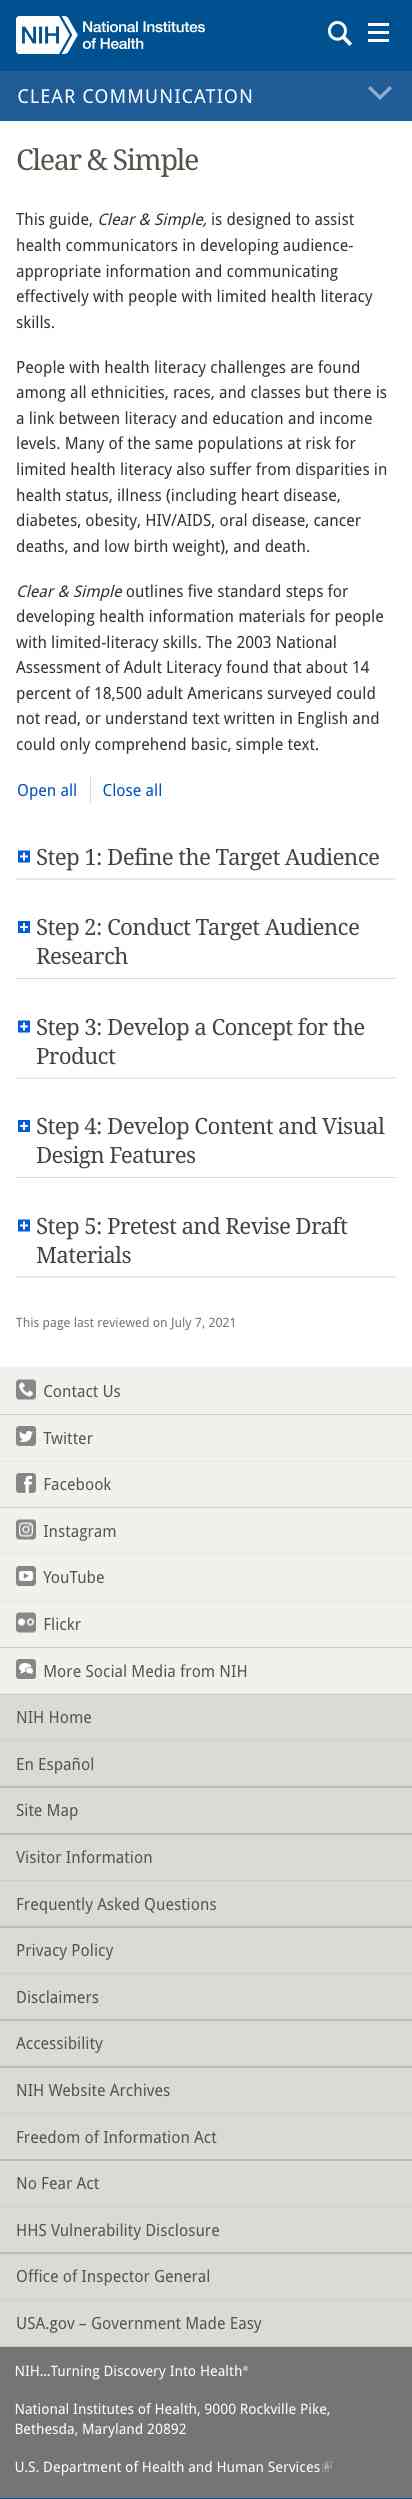 NIH National Institutes
of Health
CLEAR COMMUNICATION
Clear & Simple
This guide, Clear & Simple, is designed to assist
health communicators in developing audience-
appropriate information and communicating
effectively with people with limited health literacy
skills.
People with health literacy challenges are found
among all ethnicities, races, and classes but there is
a link between literacy and education and income
levels. Many of the same populations at risk for
limited health literacy also suffer from disparities in
health status, illness (including heart disease,
diabetes, obesity, HIV/AIDS, oral disease, cancer
deaths, and low birth weight), and death.
Clear & Simple outlines five standard steps for
developing health information materials for people
with limited-literacy skills. The 2003 National
Assessment of Adult Literacy found that about 14
percent of 18,500 adult Americans surveyed could
not read, or understand text written in English and
could only comprehend basic, simple text.
Open all Close all
Step 1: Define the Target Audience
Step 2: Conduct Target Audience
Research
Step 3: Develop a Concept for the
Product
Step 4: Develop Content and Visual
Design Features
Step 5: Pretest and Revise Draft
Materials
This page last reviewed on July 7, 2021
Contact Us
Twitter
Facebook
Instagram
YouTube
Flickr
More Social Media from NIH
NIH Home
En Español
Site Map
Visitor Information
Frequently Asked Questions
Privacy Policy
Disclaimers
Accessibility
NIH Website Archives
Freedom of Information Act
No Fear Act
HHS Vulnerability Disclosure
Office of Inspector General
USA.gov – Government Made Easy
NIH...Turning Discovery Into Health®
National Institutes of Health, 9000 Rockville Pike,
Bethesda, Maryland 20892
U.S. Department of Health and Human Services